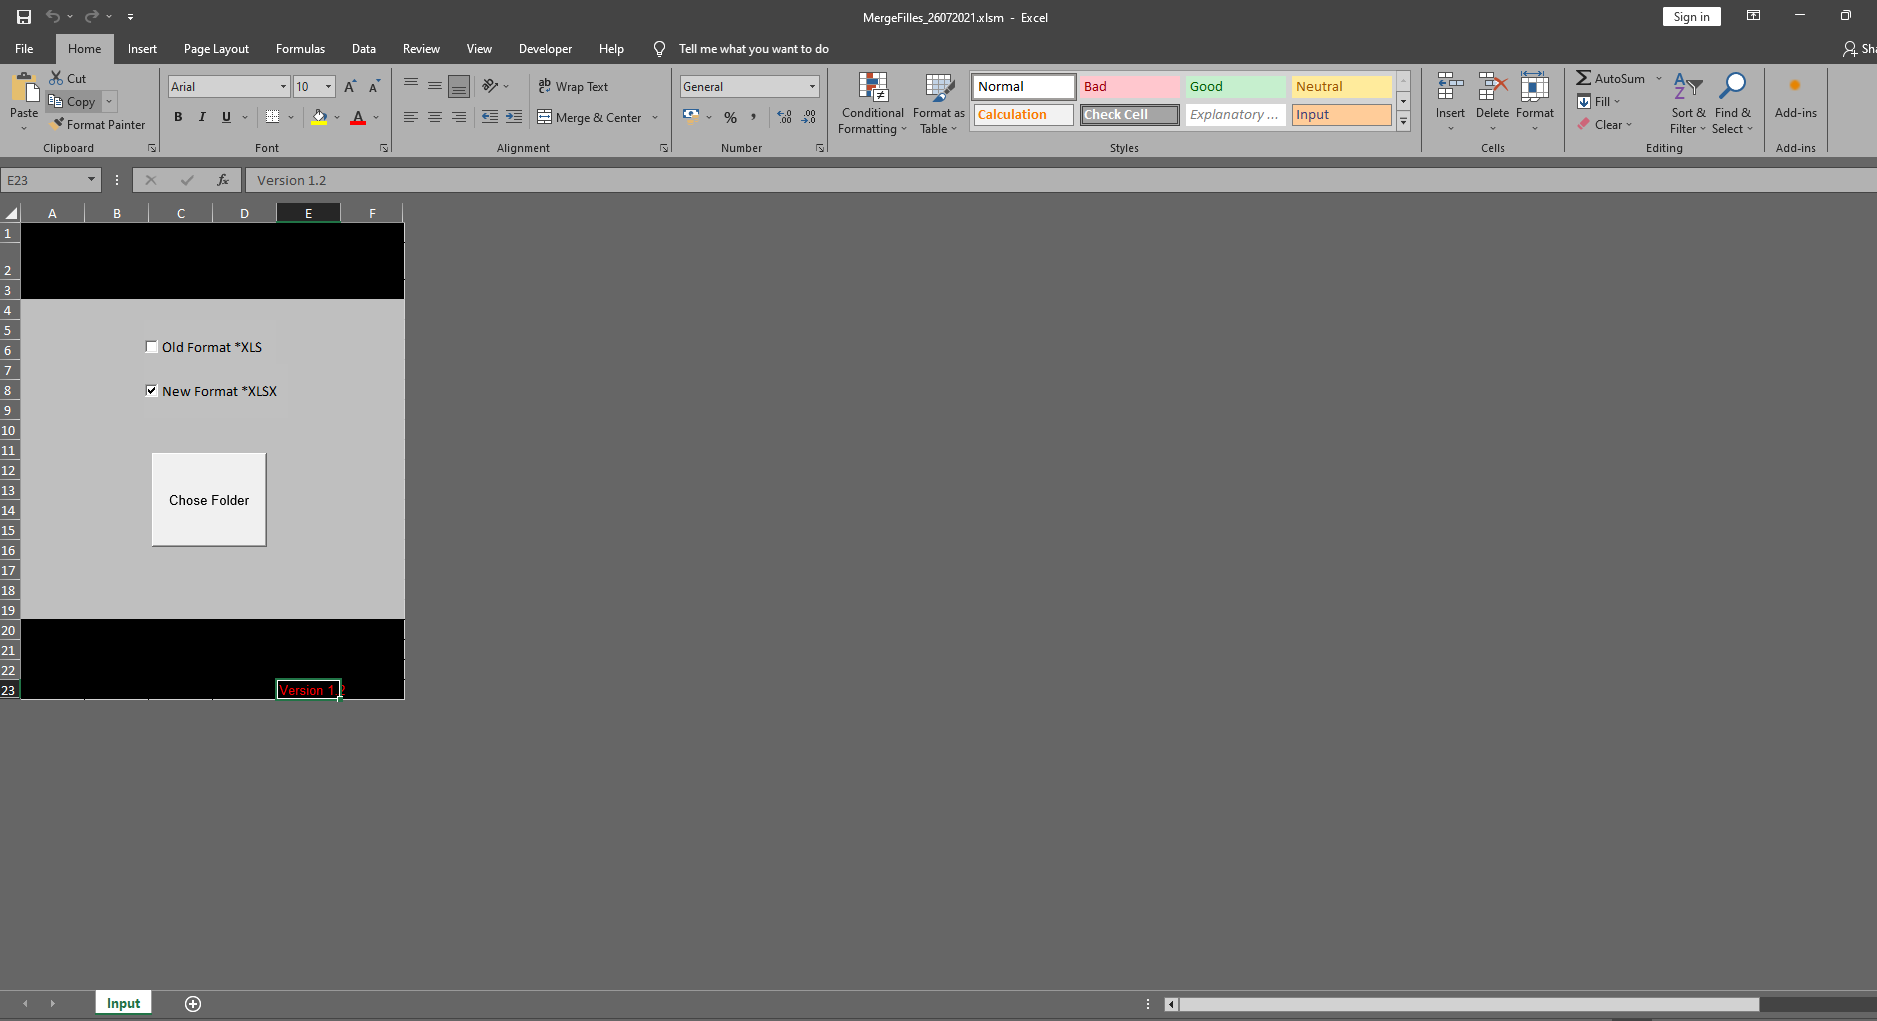 MergeFilles_26072021.xlsm - Excel
Sign in
File Home Insert Page Layout Formulas Data Review View Developer Help Tell me what you want to do
Cut
Copy
Format Painter
Paste
Clipboard
Arial 10
B I U
Font
Wrap Text
Merge & Center
Alignment
General
Number
Conditional Formatting
Format as Table
Normal Bad Good Neutral
Calculation Check Cell Explanatory ... Input
Styles
Insert Delete Format
Cells
AutoSum
Fill
Clear
Sort & Filter
Find & Select
Editing
Add-ins
Add-ins
E23 fx Version 1.2
A B C D E F
1
2
3
4
5
6
7
8
9
10
11
12
13
14
15
16
17
18
19
20
21
22
23
Old Format *XLS
New Format *XLSX
Chose Folder
Version 1.2
Input